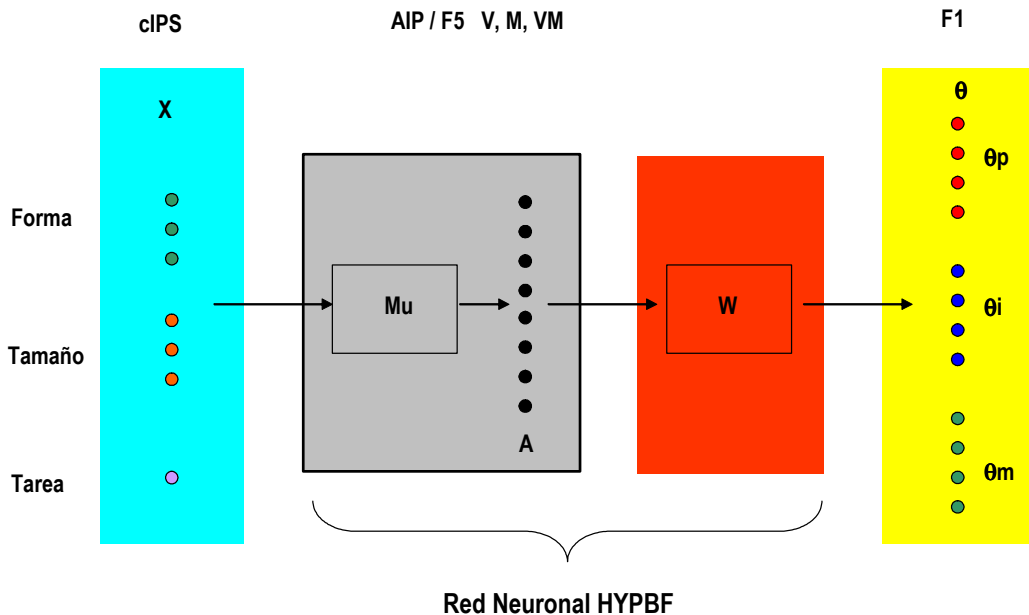 cIPS
AIP / F5 V, M, VM
F1
X
θ
θp
Forma
Mu
W
θi
Tamaño
A
θm
Tarea
Red Neuronal HYPBF